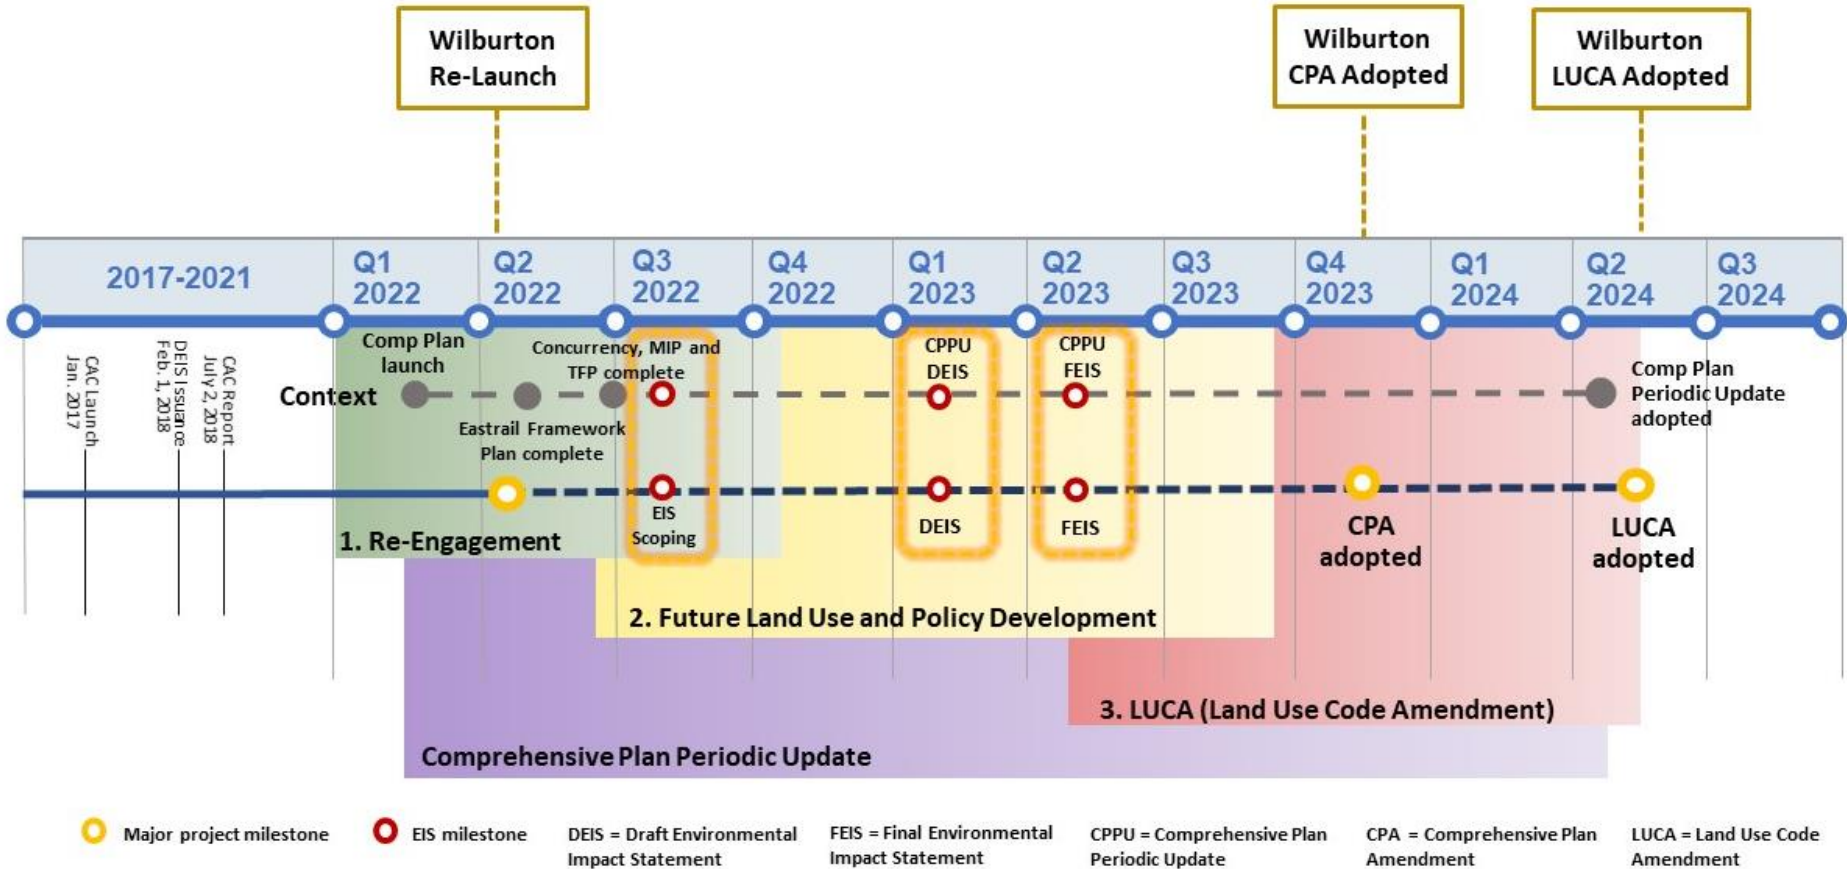 Wilburton
Re-Launch
Wilburton
CPA Adopted
Wilburton
LUCA Adopted
2017-2021
Q1
2022
Q2
2022
Q3
2022
Q4
2022
Q1
2023
Q2
2023
Q3
2023
Q4
2023
Q1
2024
Q2
2024
Q3
2024
CAC Launch
Jan. 2017
DEIS Issuance
Feb. 1, 2018
CAC Report
July 2, 2018
Context
Comp Plan
launch
Eastrail Framework
Plan complete
Concurrency, MIP and
TFP complete
CPPU
DEIS
CPPU
FEIS
Comp Plan
Periodic Update
adopted
EIS
Scoping
DEIS
FEIS
CPA
adopted
LUCA
adopted
1. Re-Engagement
2. Future Land Use and Policy Development
3. LUCA (Land Use Code Amendment)
Comprehensive Plan Periodic Update
Major project milestone
EIS milestone
DEIS = Draft Environmental
Impact Statement
FEIS = Final Environmental
Impact Statement
CPPU = Comprehensive Plan
Periodic Update
CPA = Comprehensive Plan
Amendment
LUCA = Land Use Code
Amendment